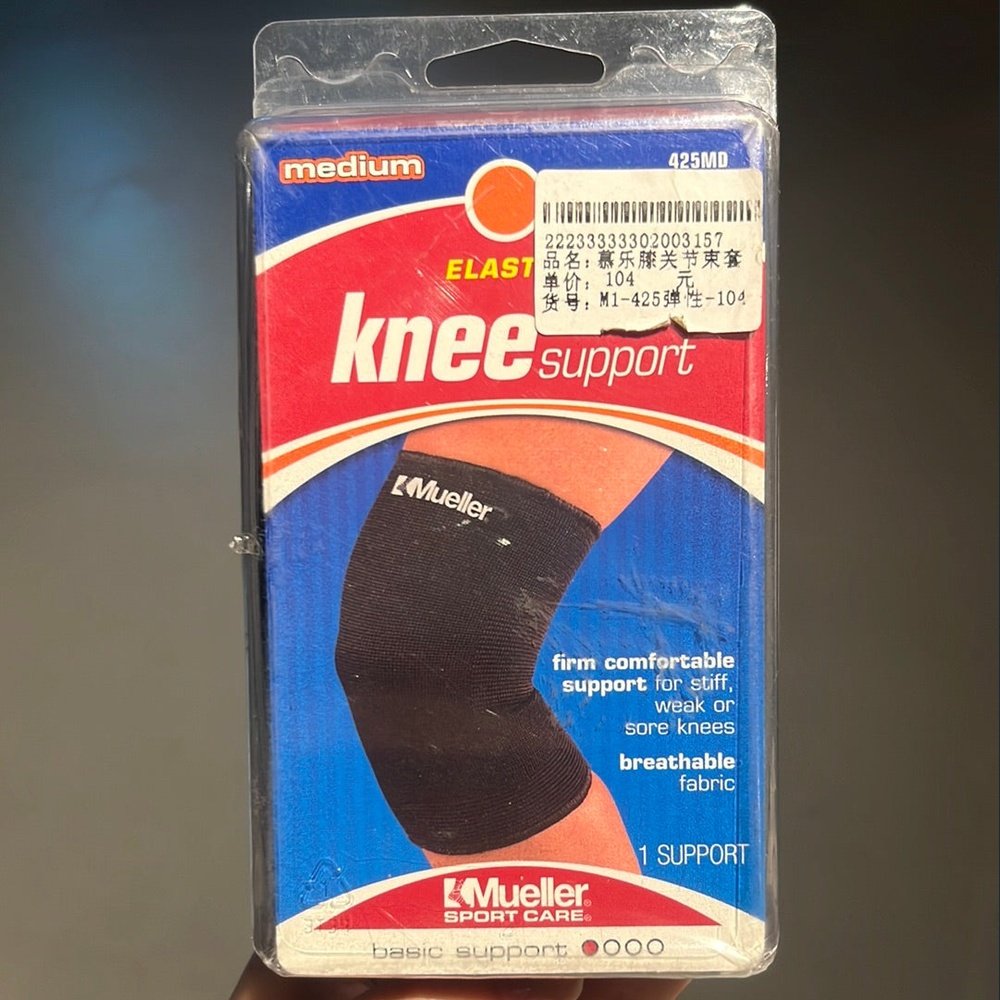 medium
425MD
22233333302003157
品名：慕乐膝关节束套
单价： 104 元
货号：M1-425弹性-104
ELAST
knee support
Mueller
firm comfortable
support for stiff,
weak or
sore knees
breathable
fabric
1 SUPPORT
Mueller®
SPORT CARE®
basic support